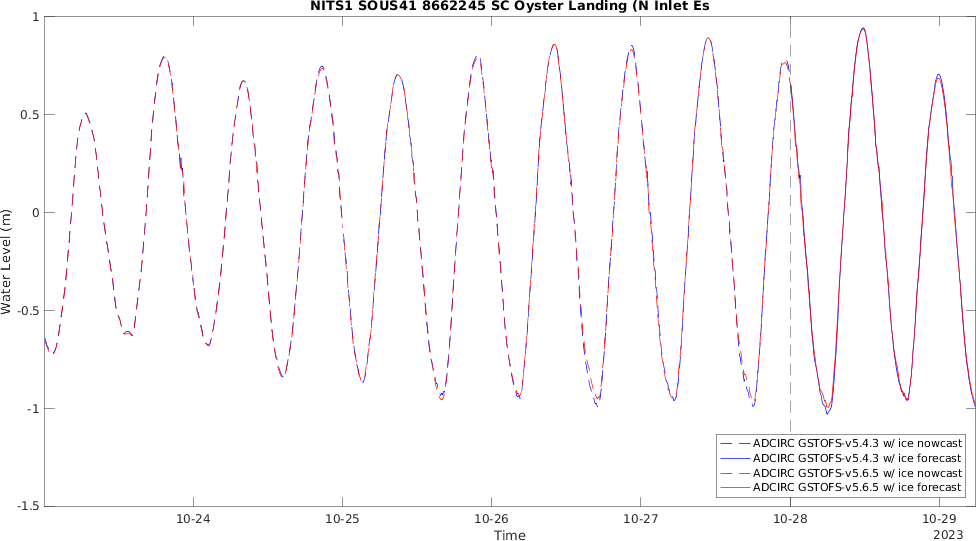 NITS1 SOUS41 8662245 SC Oyster Landing (N Inlet Es
1
0.5
0
-0.5
-1
-1.5
Water Level (m)
10-24
10-25
10-26
10-27
10-28
10-29
Time
2023
ADCIRC GSTOFS-v5.4.3 w/ ice nowcast
ADCIRC GSTOFS-v5.4.3 w/ ice forecast
ADCIRC GSTOFS-v5.6.5 w/ ice nowcast
ADCIRC GSTOFS-v5.6.5 w/ ice forecast